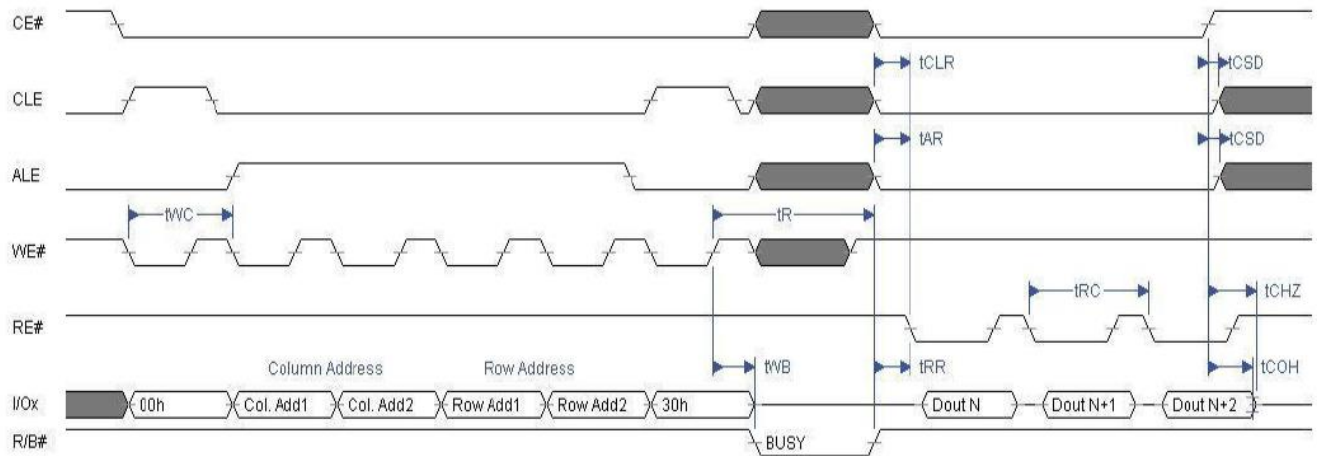 CE#
tCLR tCSD
CLE
tAR tCSD
ALE
tWC tR
WE#
tRC tCHZ
RE#
Column Address Row Address tWB tRR tCOH
I/Ox 00h Col. Add1 Col. Add2 Row Add1 Row Add2 30h Dout N Dout N+1 Dout N+2
R/B# BUSY